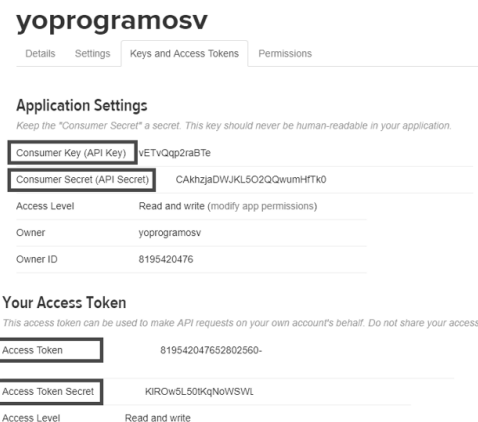 yoprogramosv
Details Settings Keys and Access Tokens Permissions
Application Settings
Keep the "Consumer Secret" a secret. This key should never be human-readable in your application.
Consumer Key (API Key) vETvQqp2raBTe
Consumer Secret (API Secret) CAkhzjaDWJKL5O2QQwumHfTk0
Access Level Read and write (modify app permissions)
Owner yoprogramosv
Owner ID 8195420476
Your Access Token
This access token can be used to make API requests on your own account's behalf. Do not share your access
Access Token 819542047652802560-
Access Token Secret KIROw5L50tKqNoWSWL
Access Level Read and write